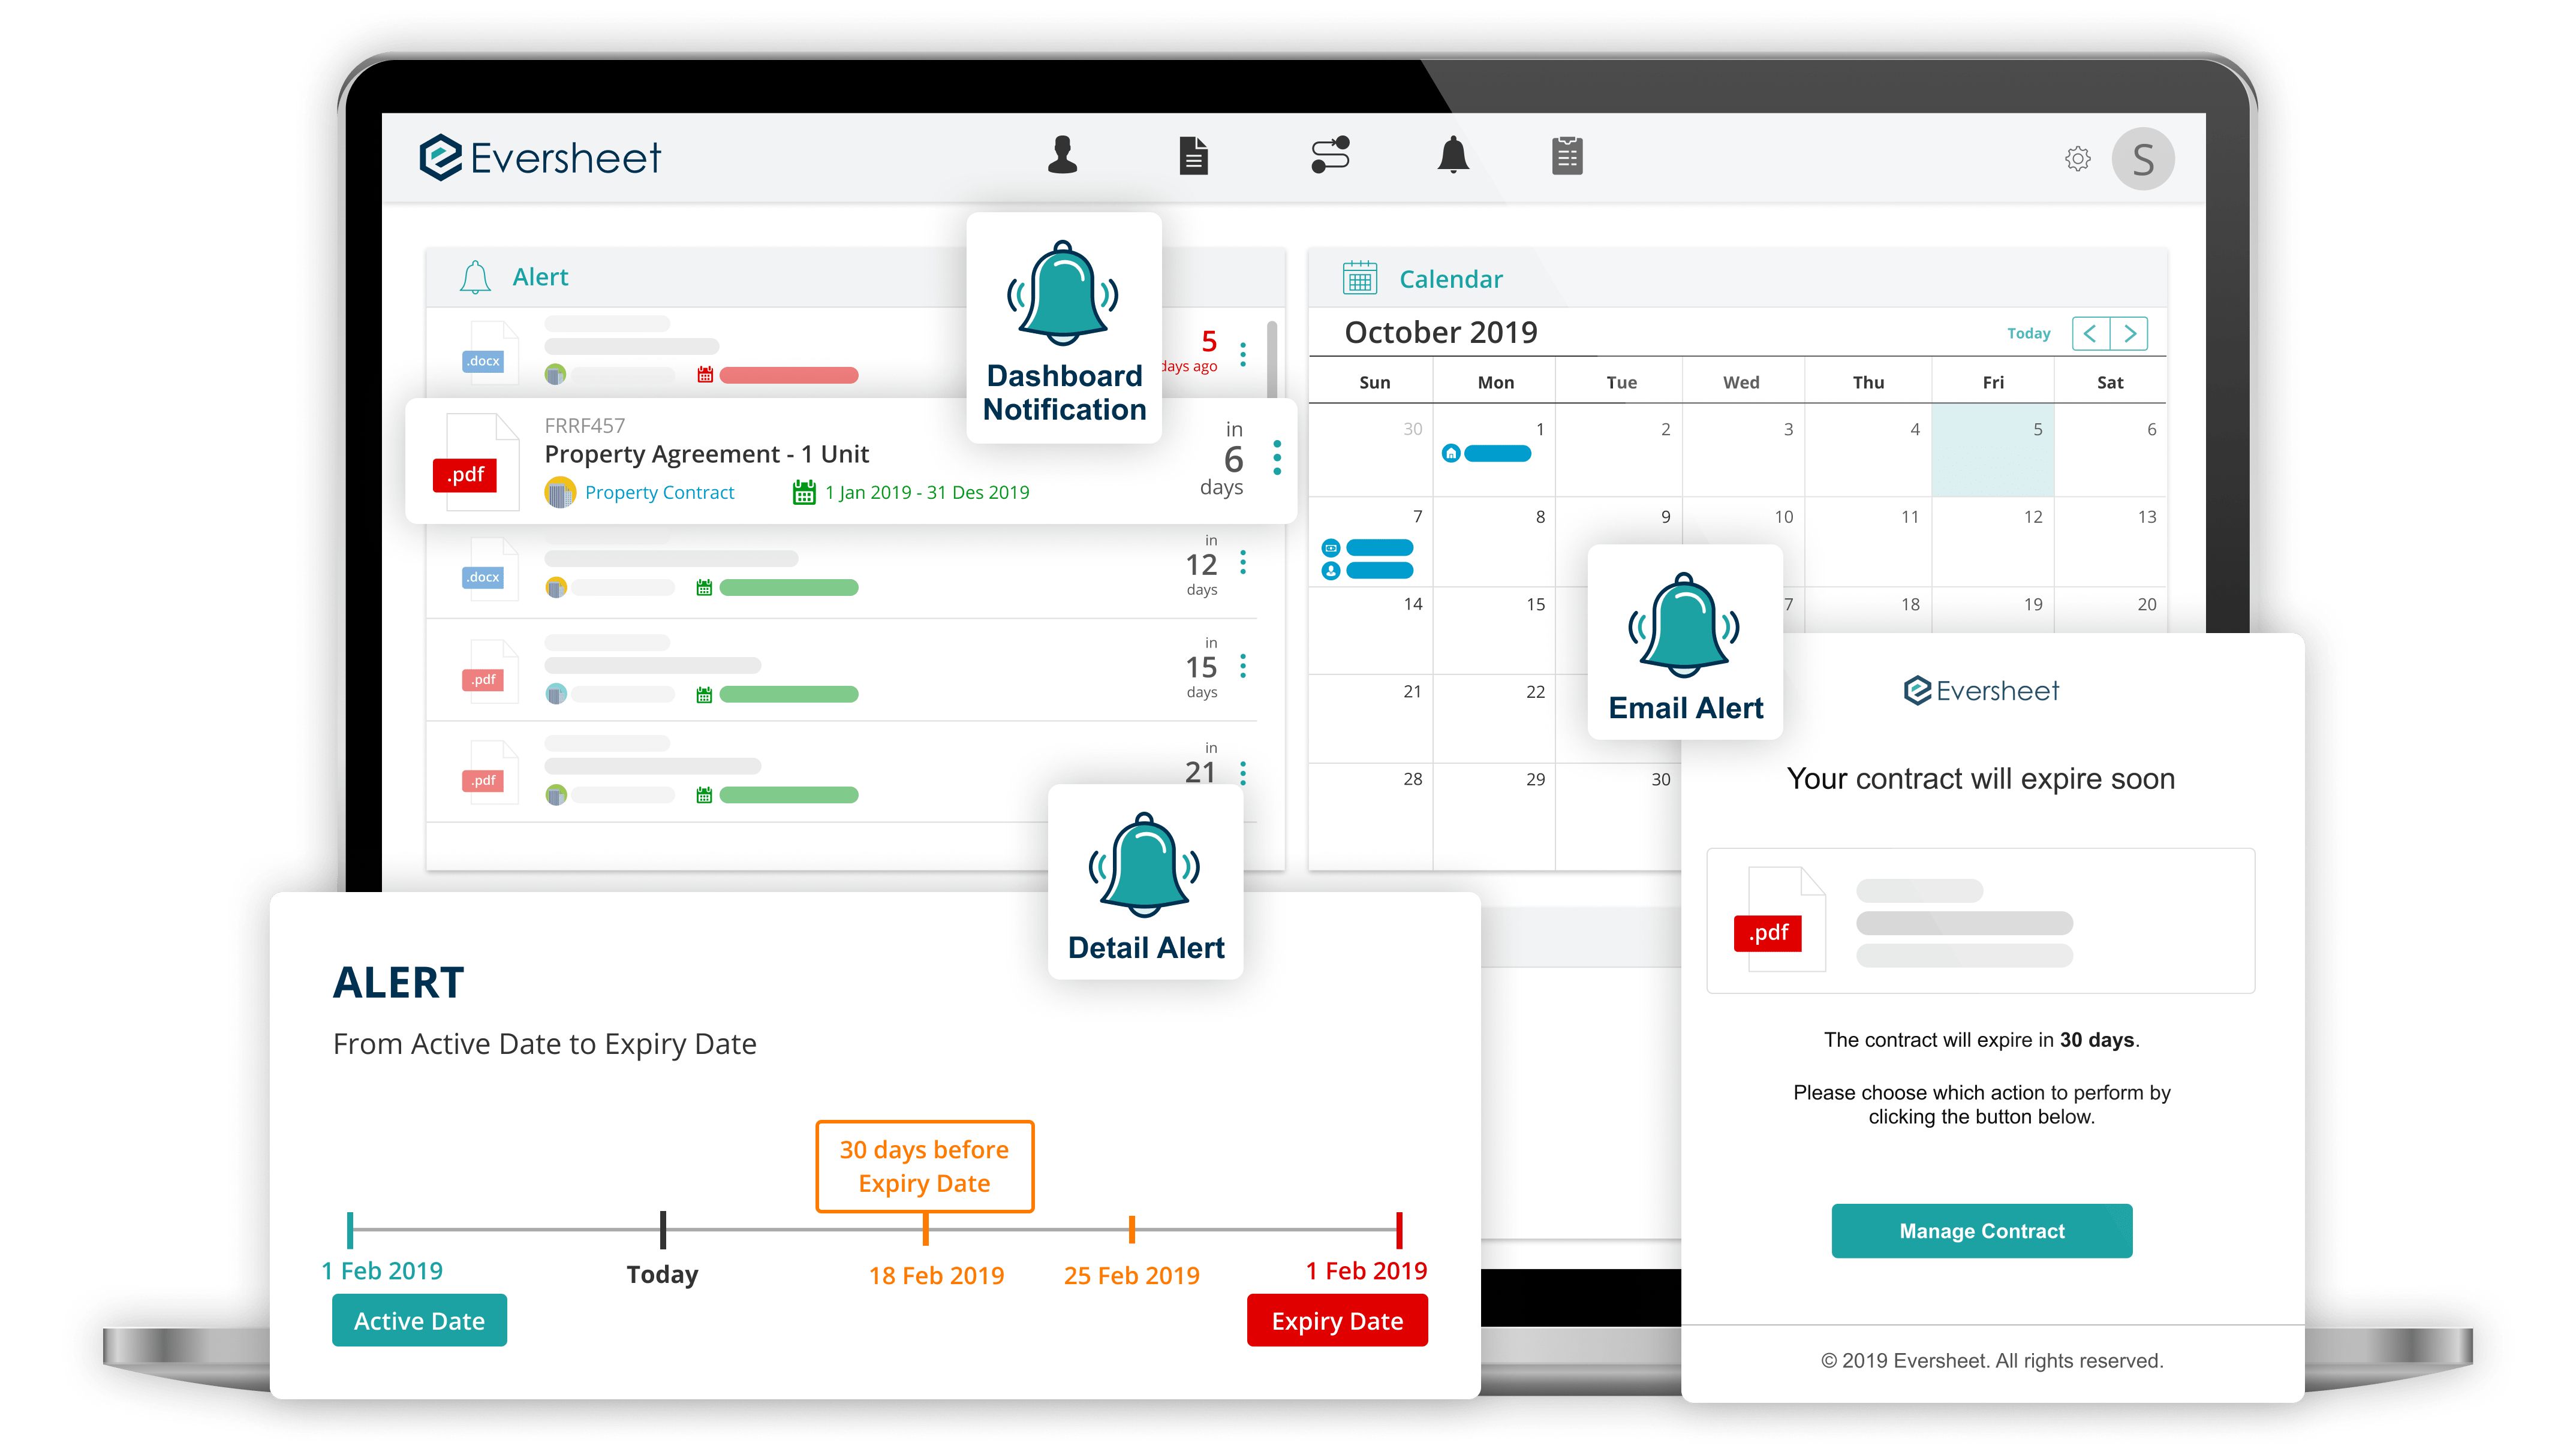 Eversheet
S
Alert
.docx
5
days ago
Dashboard
Notification
.pdf
FRRF457
Property Agreement - 1 Unit
Property Contract
1 Jan 2019 - 31 Des 2019
in
6
days
.docx
in
12
days
.pdf
in
15
days
.pdf
in
21
Calendar
October 2019
Today
Sun Mon Tue Wed Thu Fri Sat
30 1 2 3 4 5 6
7 8 9 10 11 12 13
14 15 7 18 19 20
21 22
28 29 30
Email Alert
Detail Alert
ALERT
From Active Date to Expiry Date
30 days before
Expiry Date
1 Feb 2019
Today
18 Feb 2019
25 Feb 2019
1 Feb 2019
Active Date
Expiry Date
Eversheet
Your contract will expire soon
.pdf
The contract will expire in 30 days.
Please choose which action to perform by
clicking the button below.
Manage Contract
© 2019 Eversheet. All rights reserved.